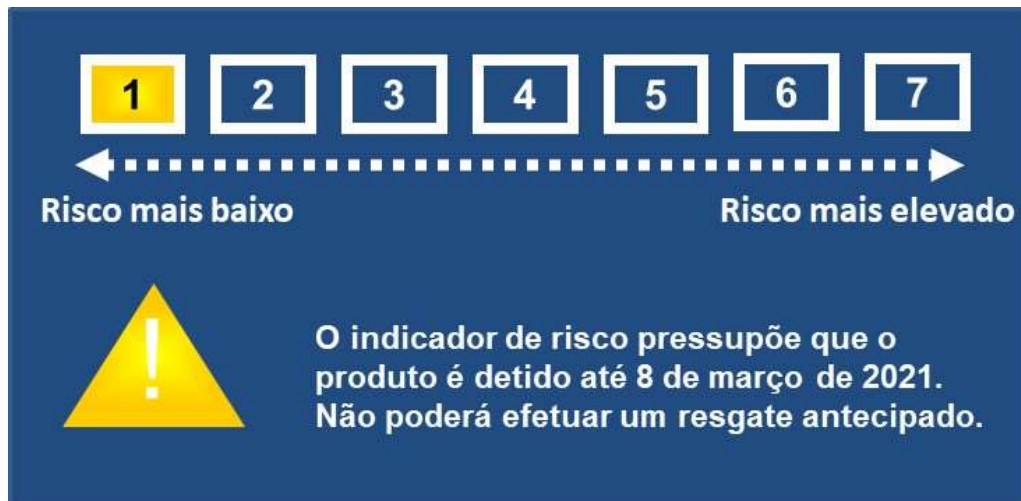 1 2 3 4 5 6 7
Risco mais baixo Risco mais elevado
!
O indicador de risco pressupõe que o
produto é detido até 8 de março de 2021.
Não poderá efetuar um resgate antecipado.